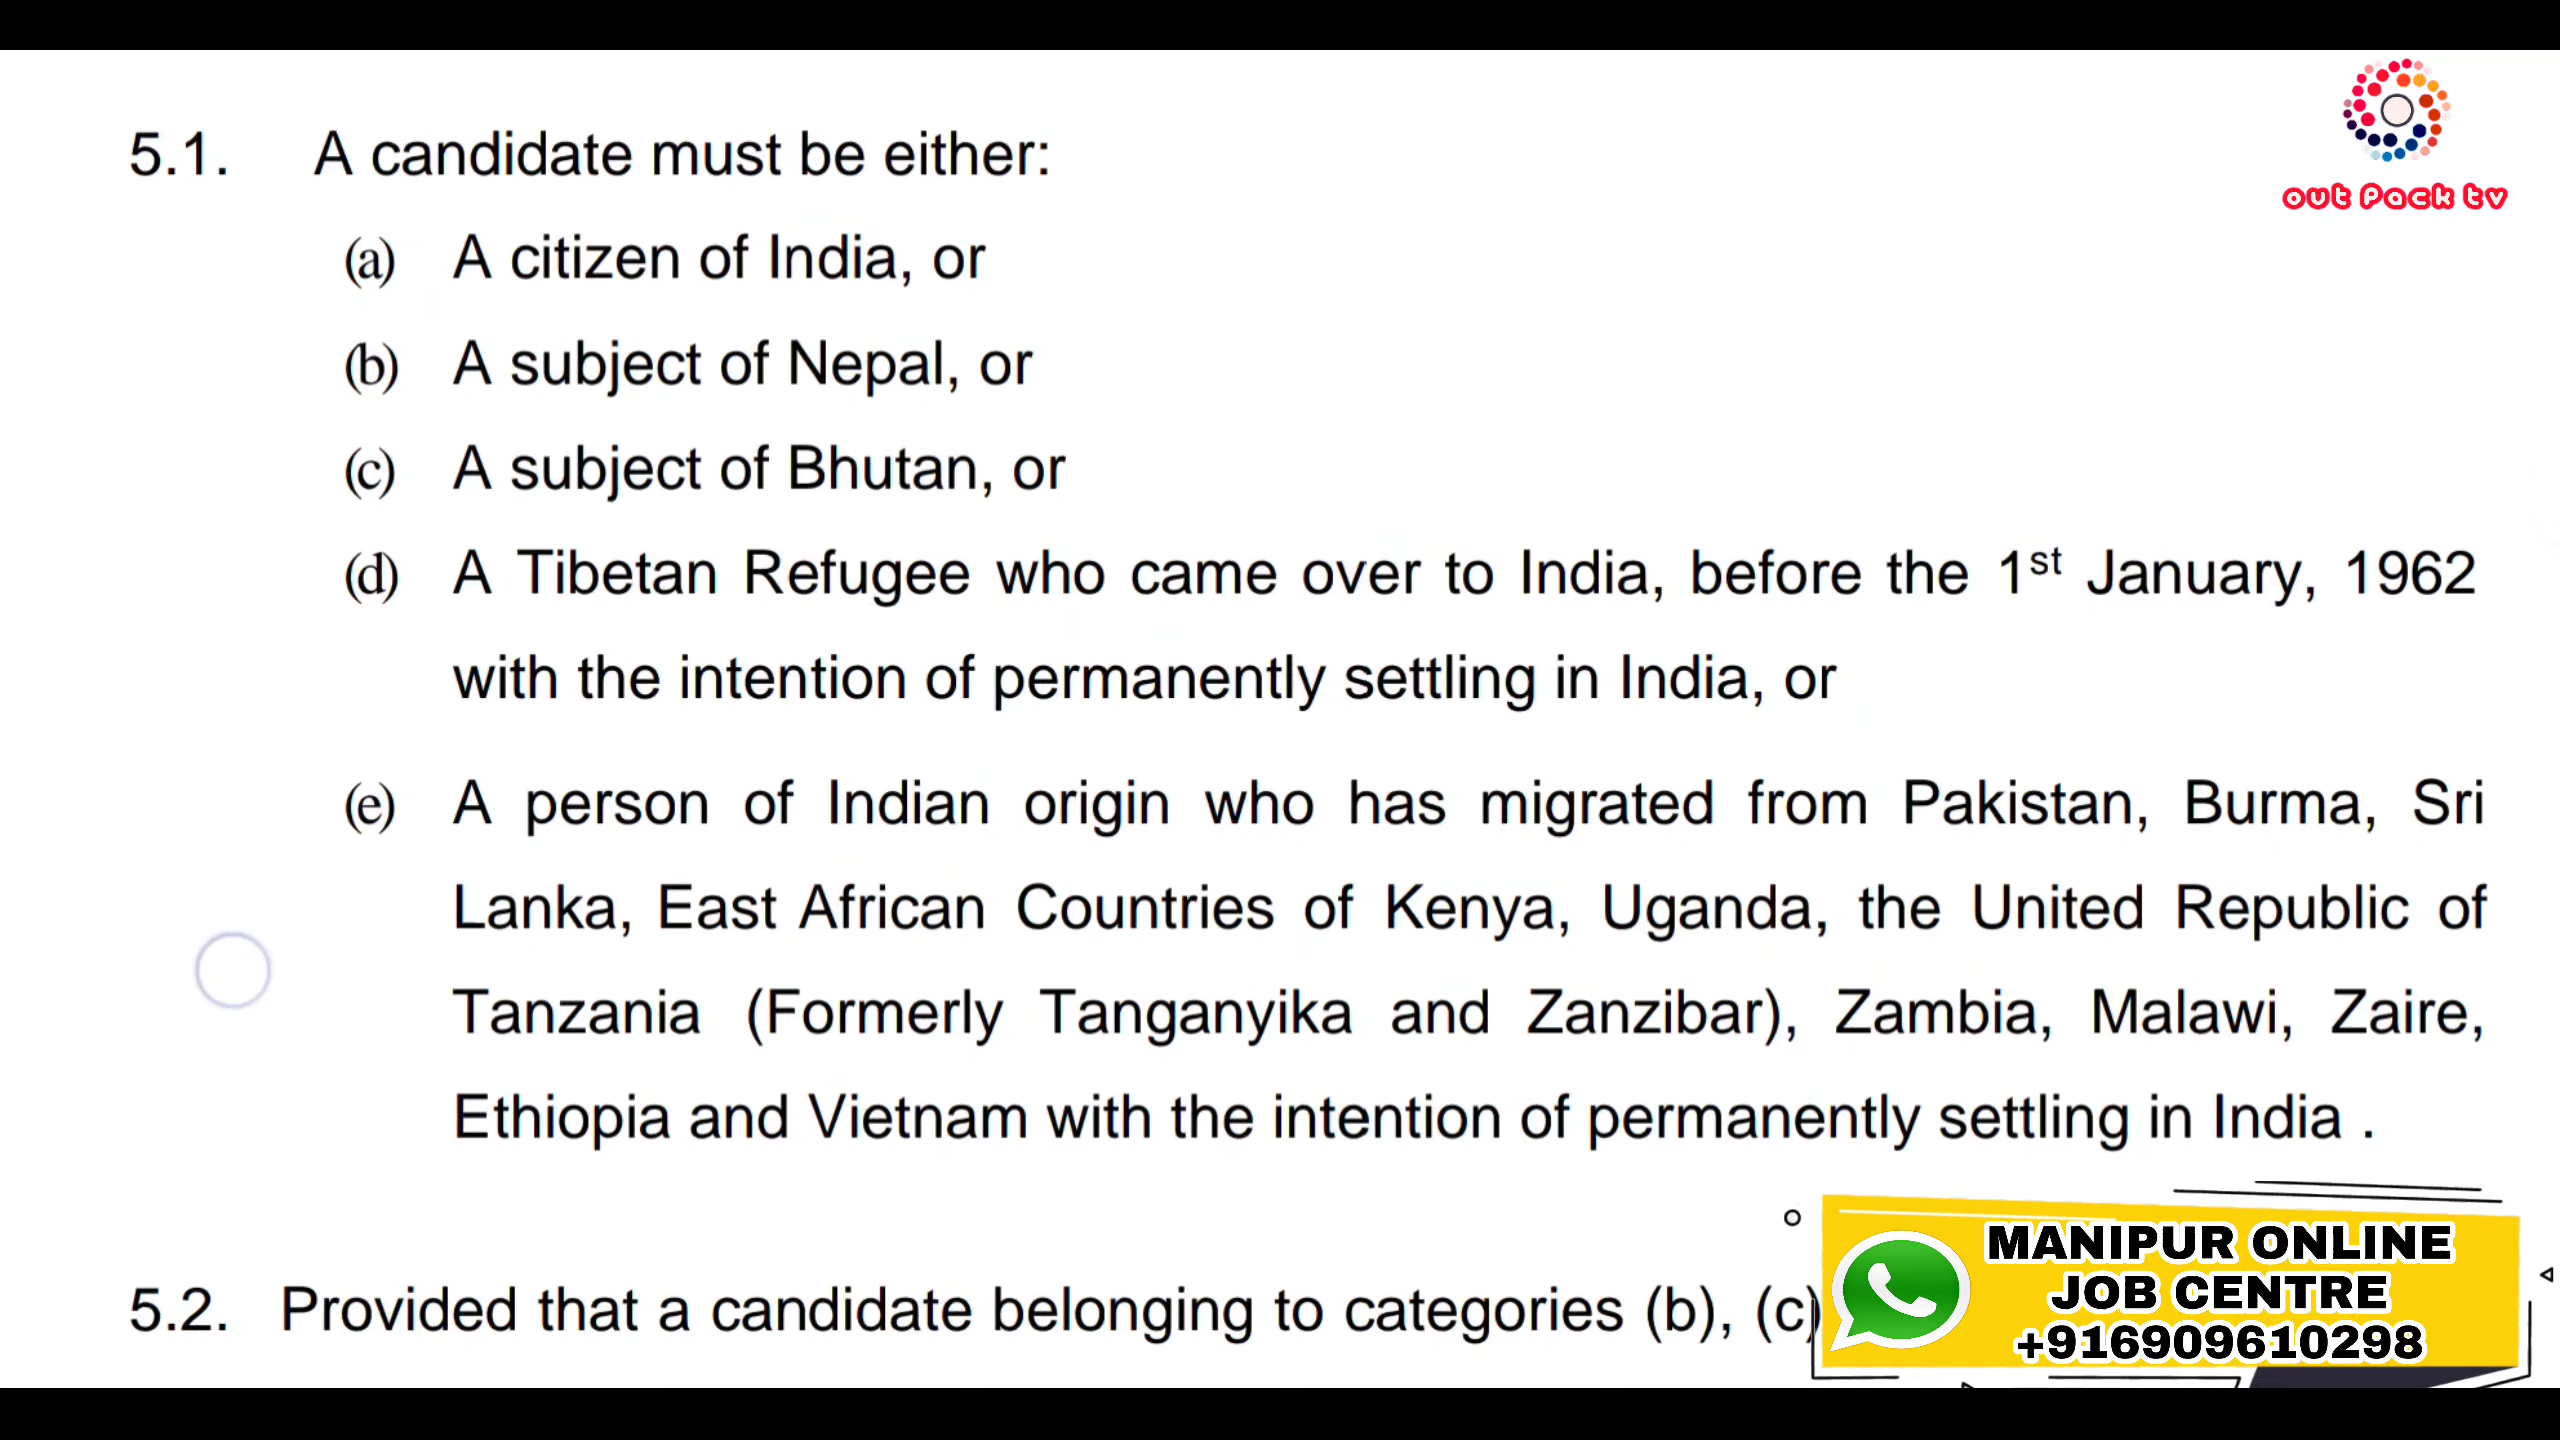 out Pack tv
5.1. A candidate must be either:
(a) A citizen of India, or
(b) A subject of Nepal, or
(c) A subject of Bhutan, or
(d) A Tibetan Refugee who came over to India, before the 1st January, 1962
with the intention of permanently settling in India, or
(e) A person of Indian origin who has migrated from Pakistan, Burma, Sri
Lanka, East African Countries of Kenya, Uganda, the United Republic of
Tanzania (Formerly Tanganyika and Zanzibar), Zambia, Malawi, Zaire,
Ethiopia and Vietnam with the intention of permanently settling in India .
5.2. Provided that a candidate belonging to categories (b), (c)
MANIPUR ONLINE
JOB CENTRE
+916909610298